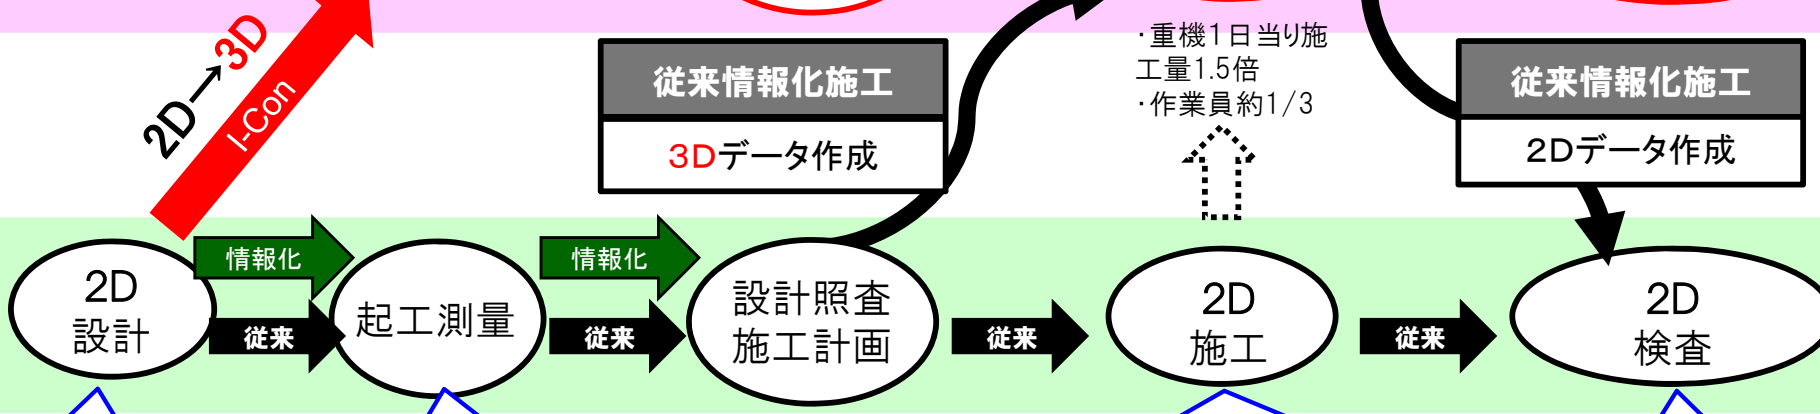 2D→3D
I-Con
従来情報化施工
3Dデータ作成
・重機1日当り施
工量1.5倍
・作業員約1/3
従来情報化施工
2Dデータ作成
情報化
情報化
2D
設計
従来
起工測量
従来
設計照査
施工計画
従来
2D
施工
従来
2D
検査